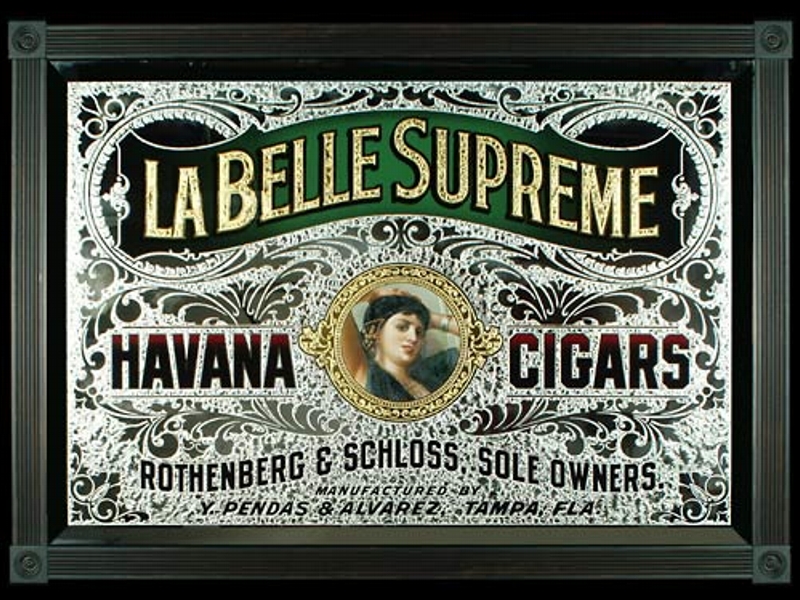 LA BELLE SUPREME
HAVANA CIGARS
ROTHENBERG & SCHLOSS, SOLE OWNERS.
MANUFACTURED BY
Y. PENDAS & ALVAREZ, TAMPA, FLA.